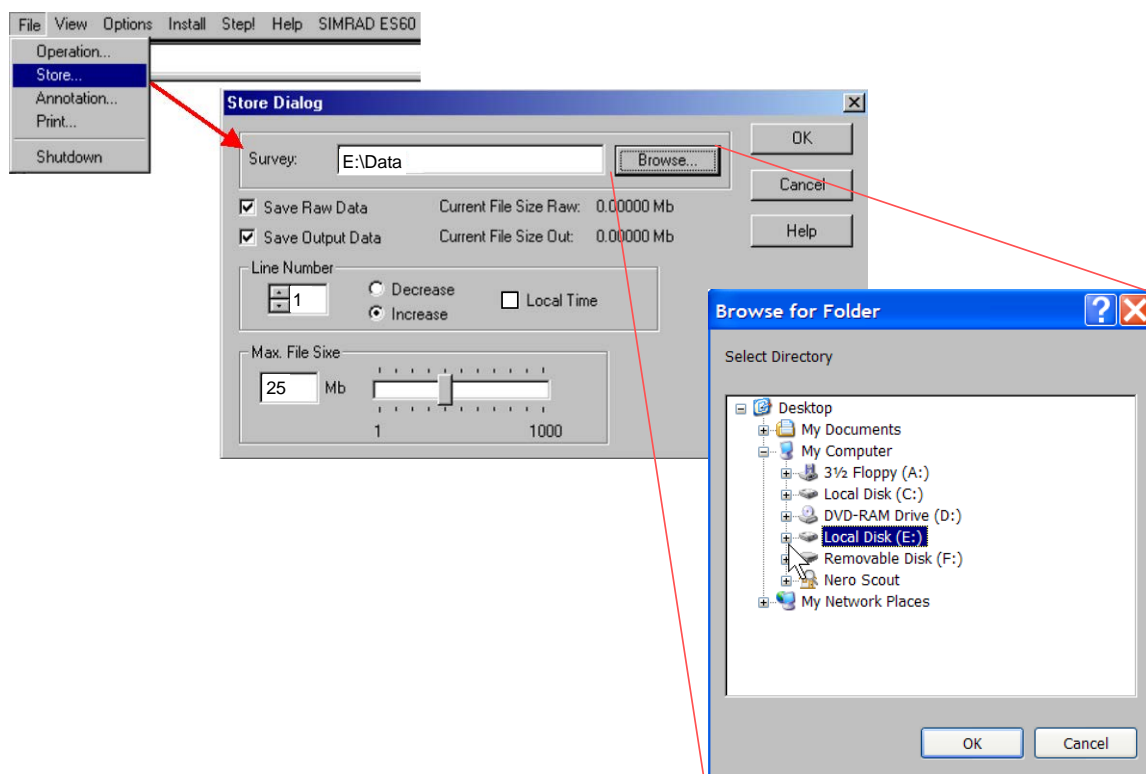 File View Options Install Step! Help SIMRAD ES60
Operation...
Store...
Annotation...
Print...
Shutdown
Store Dialog
Survey: E:\Data Browse... OK
Cancel
Save Raw Data Current File Size Raw: 0.00000 Mb
Save Output Data Current File Size Out: 0.00000 Mb Help
Line Number
1 Decrease Local Time
Increase
Max. File Sixe
25 Mb
1 1000
Browse for Folder
Select Directory
Desktop
My Documents
My Computer
3½ Floppy (A:)
Local Disk (C:)
DVD-RAM Drive (D:)
Local Disk (E:)
Removable Disk (F:)
Nero Scout
My Network Places
OK Cancel